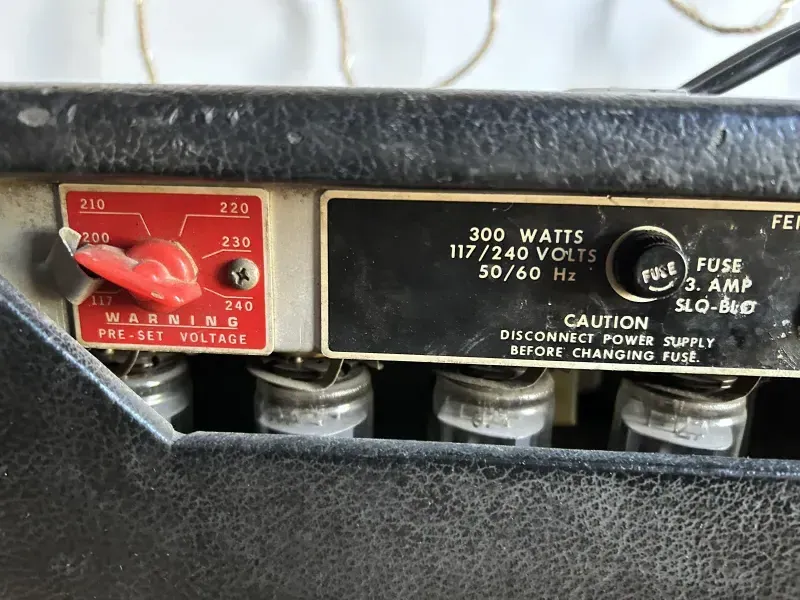 210
220
200
230
117
240
WARNING
PRE-SET VOLTAGE
300 WATTS
117/240 VOLTS
50/60 Hz
FUSE
FUSE
3. AMP
SLO-BLO
CAUTION
DISCONNECT POWER SUPPLY
BEFORE CHANGING FUSE.